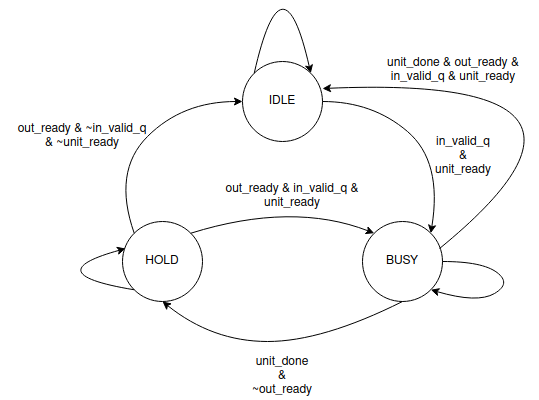 unit_done & out_ready &
in_valid_q & unit_ready
IDLE
out_ready & ~in_valid_q
& ~unit_ready
in_valid_q
&
unit_ready
out_ready & in_valid_q &
unit_ready
HOLD
BUSY
unit_done
&
~out_ready